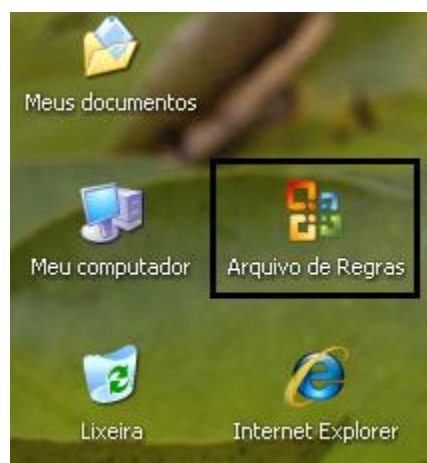 Meus documentos
Meu computador
Arquivo de Regras
Lixeira
Internet Explorer